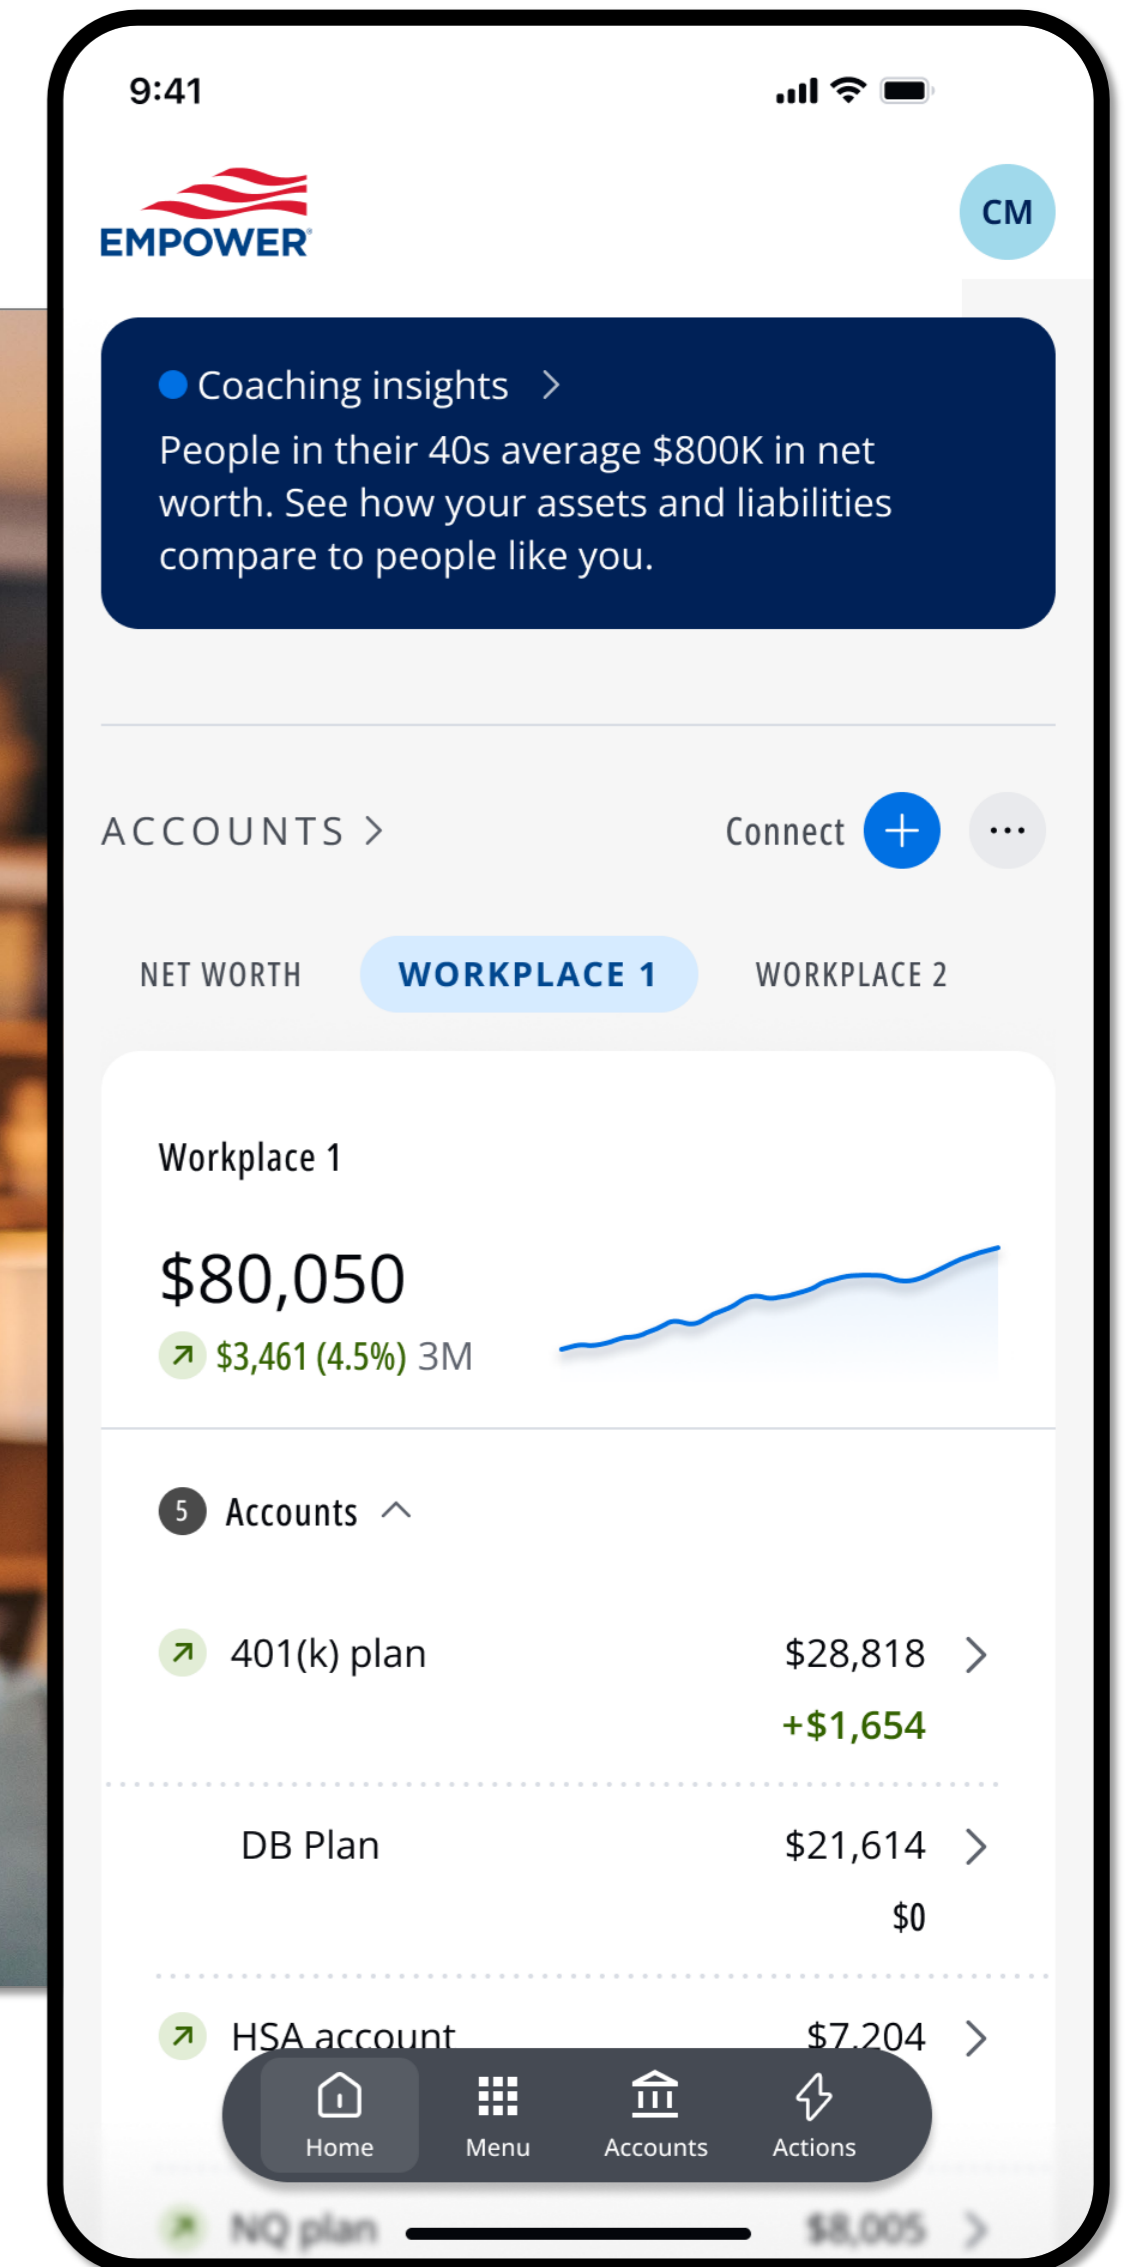 9:41
EMPOWER®
CM
Coaching insights
People in their 40s average $800K in net
worth. See how your assets and liabilities
compare to people like you.
ACCOUNTS
Connect
NET WORTH WORKPLACE 1 WORKPLACE 2
Workplace 1
$80,050
$3,461 (4.5%) 3M
5 Accounts
401(k) plan $28,818
+$1,654
DB Plan $21,614
$0
HSA account $7,204
Home Menu Accounts Actions
NQ plan $8,005